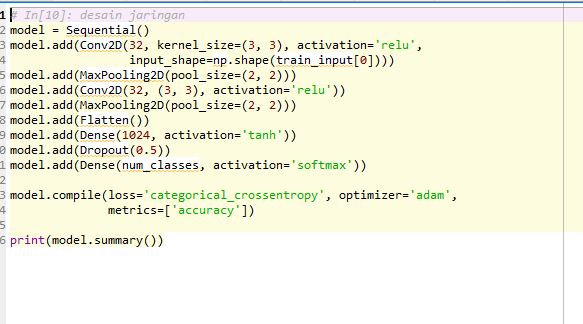 1 # In[10]: desain jaringan
2 model = Sequential()
3 model.add(Conv2D(32, kernel_size=(3, 3), activation='relu',
4                  input_shape=np.shape(train_input[0])))
5 model.add(MaxPooling2D(pool_size=(2, 2)))
6 model.add(Conv2D(32, (3, 3), activation='relu'))
7 model.add(MaxPooling2D(pool_size=(2, 2)))
8 model.add(Flatten())
9 model.add(Dense(1024, activation='tanh'))
0 model.add(Dropout(0.5))
1 model.add(Dense(num_classes, activation='softmax'))
2
3 model.compile(loss='categorical_crossentropy', optimizer='adam',
4               metrics=['accuracy'])
5
6 print(model.summary())